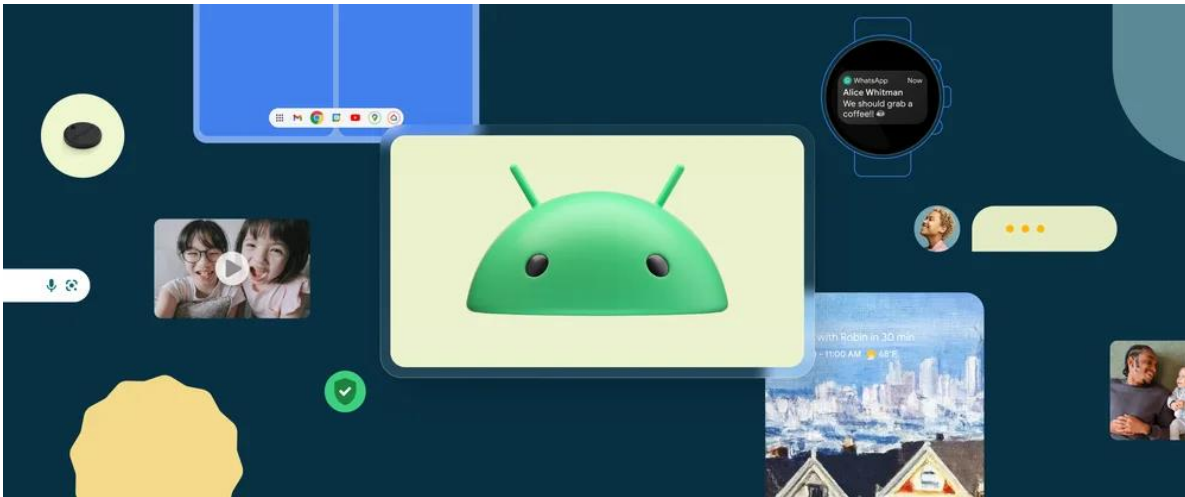 WhatsApp Now
Alice Whitman
We should grab a
coffee!!
with Robin in 30 min
- 11:00 AM 68°F